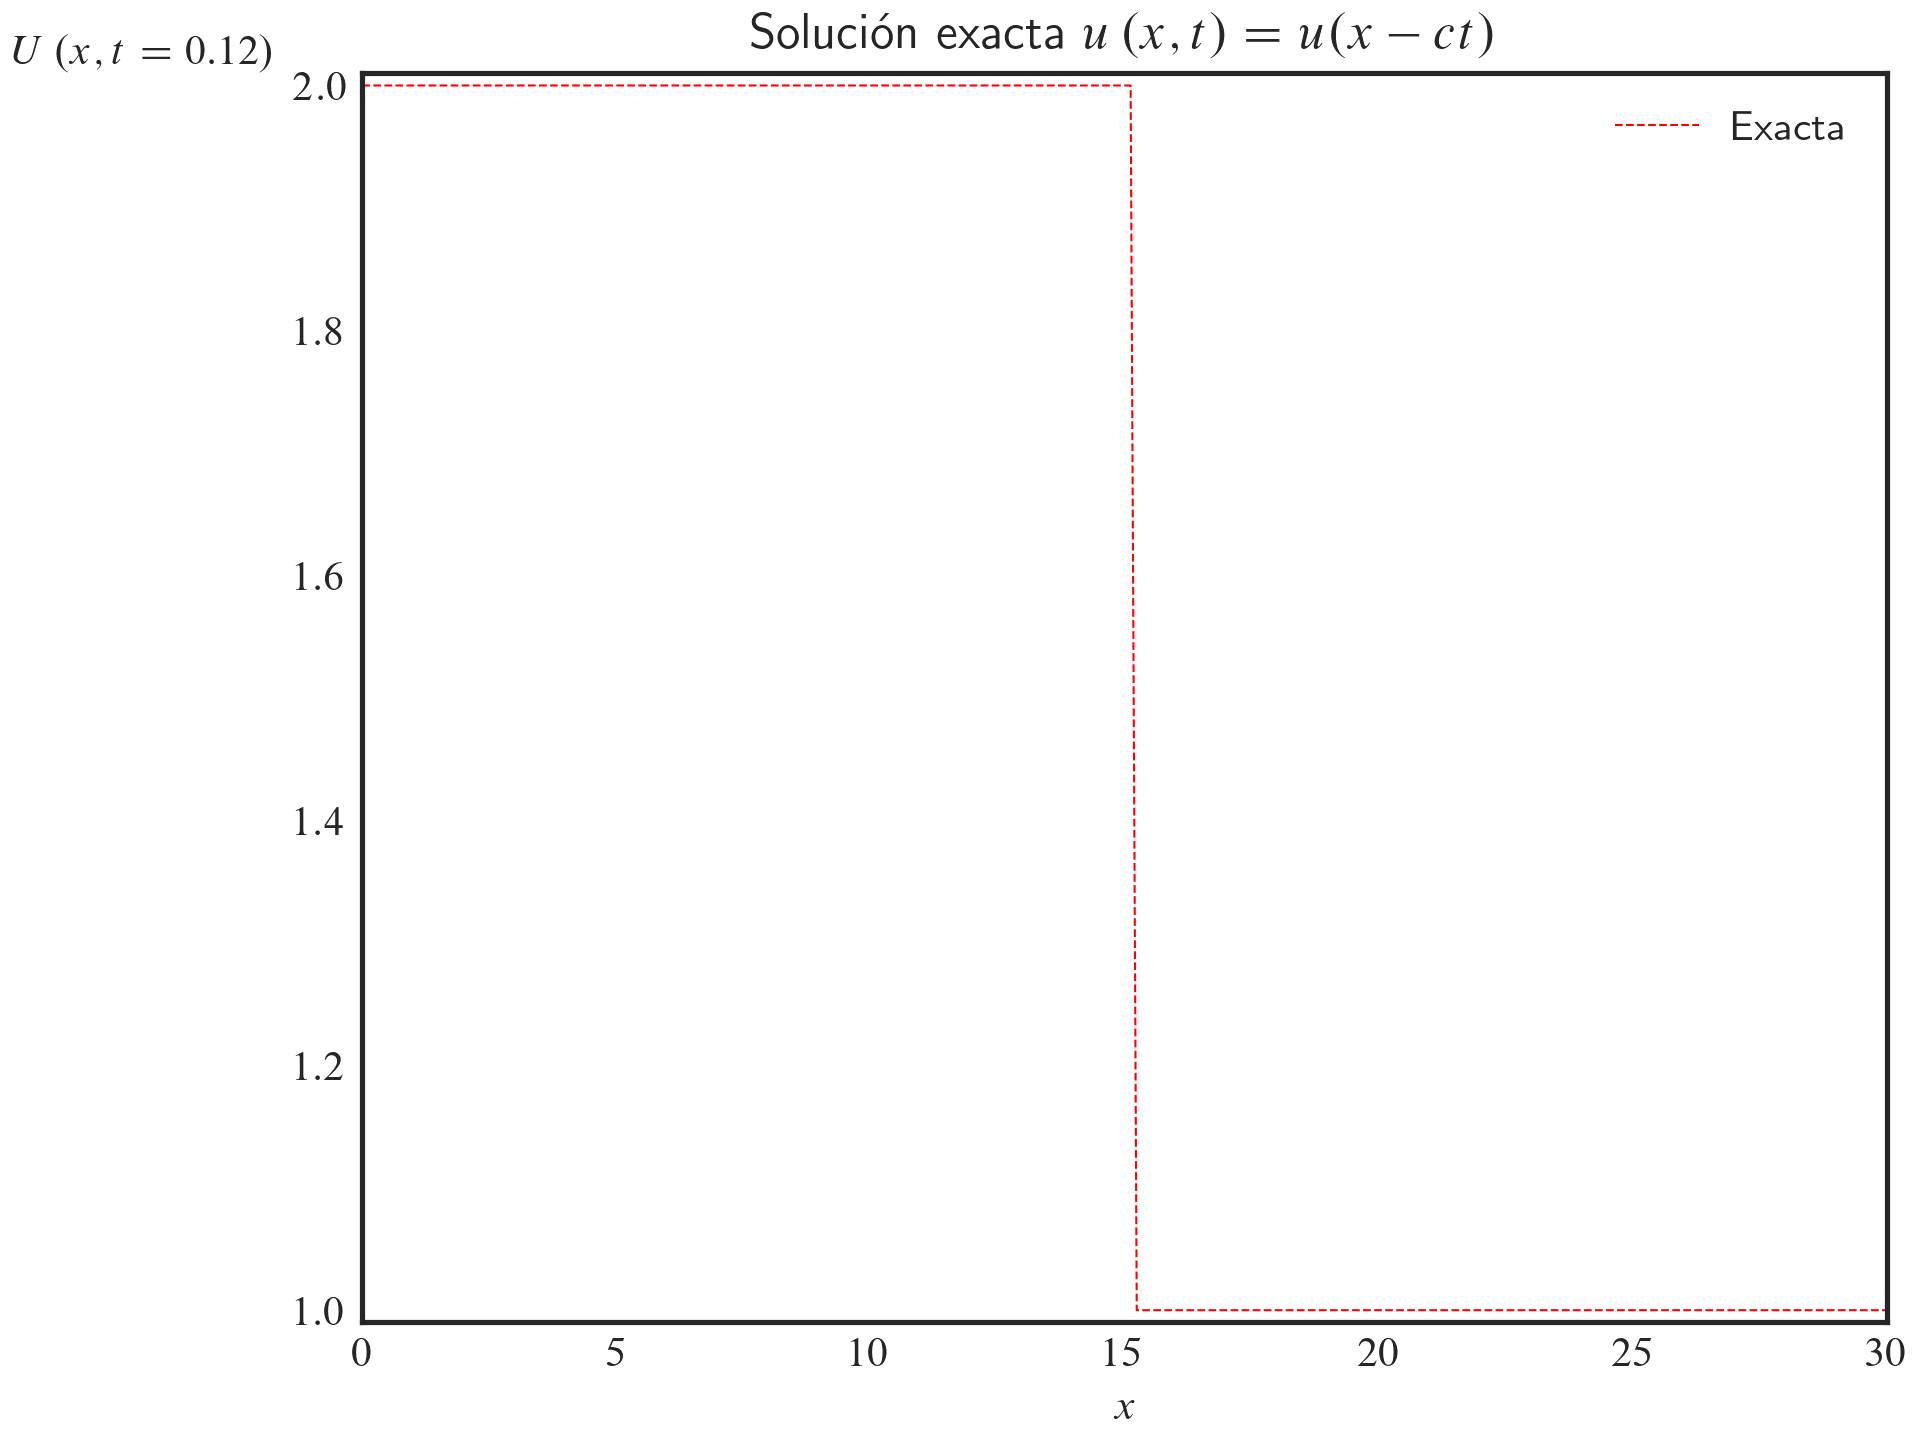 Solución exacta u (x, t) = u(x − ct)
U (x, t = 0.12)
Exacta
2.0
1.8
1.6
1.4
1.2
1.0
0 5 10 15 20 25 30
x